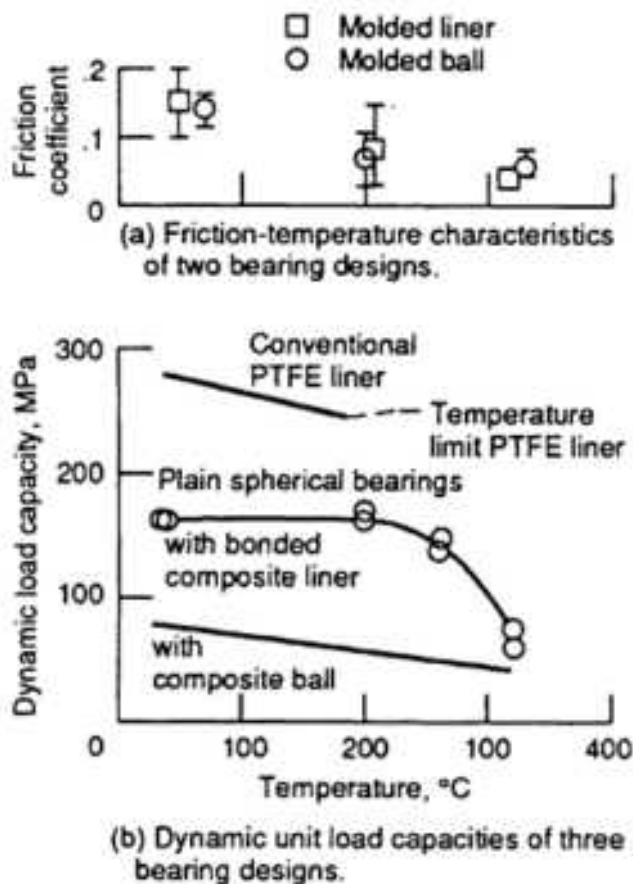 Molded liner
Molded ball
.2
.1
0
Friction
coefficient
(a) Friction-temperature characteristics
of two bearing designs.
300
200
100
0
Dynamic load capacity, MPa
Conventional
PTFE liner
Temperature
limit PTFE liner
Plain spherical bearings
with bonded
composite liner
with
composite ball
100
200
100
400
Temperature, °C
(b) Dynamic unit load capacities of three
bearing designs.